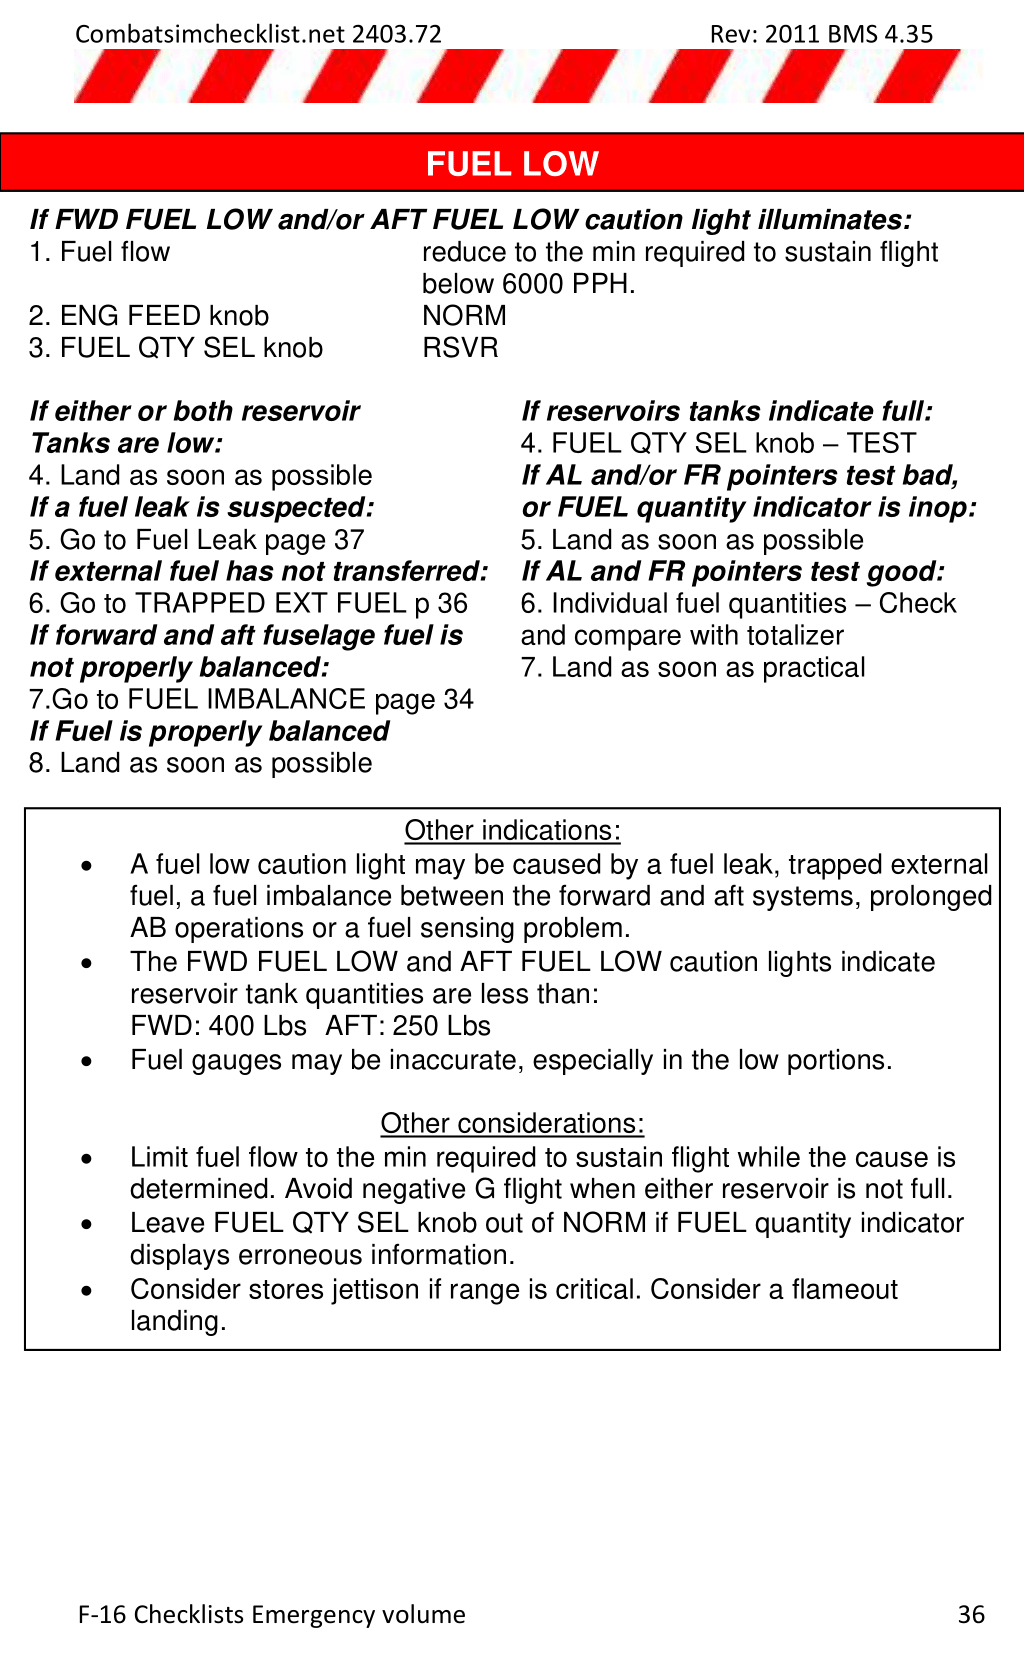 Combatsimchecklist.net 2403.72 Rev: 2011 BMS 4.35
FUEL LOW
If FWD FUEL LOW and/or AFT FUEL LOW caution light illuminates:
1. Fuel flow reduce to the min required to sustain flight
below 6000 PPH.
2. ENG FEED knob NORM
3. FUEL QTY SEL knob RSVR
If either or both reservoir
Tanks are low:
4. Land as soon as possible
If a fuel leak is suspected:
5. Go to Fuel Leak page 37
If external fuel has not transferred:
6. Go to TRAPPED EXT FUEL p 36
If forward and aft fuselage fuel is
not properly balanced:
7.Go to FUEL IMBALANCE page 34
If Fuel is properly balanced
8. Land as soon as possible
If reservoirs tanks indicate full:
4. FUEL QTY SEL knob – TEST
If AL and/or FR pointers test bad,
or FUEL quantity indicator is inop:
5. Land as soon as possible
If AL and FR pointers test good:
6. Individual fuel quantities – Check
and compare with totalizer
7. Land as soon as practical
Other indications:
• A fuel low caution light may be caused by a fuel leak, trapped external
fuel, a fuel imbalance between the forward and aft systems, prolonged
AB operations or a fuel sensing problem.
• The FWD FUEL LOW and AFT FUEL LOW caution lights indicate
reservoir tank quantities are less than:
FWD: 400 Lbs AFT: 250 Lbs
• Fuel gauges may be inaccurate, especially in the low portions.
Other considerations:
• Limit fuel flow to the min required to sustain flight while the cause is
determined. Avoid negative G flight when either reservoir is not full.
• Leave FUEL QTY SEL knob out of NORM if FUEL quantity indicator
displays erroneous information.
• Consider stores jettison if range is critical. Consider a flameout
landing.
F-16 Checklists Emergency volume 36